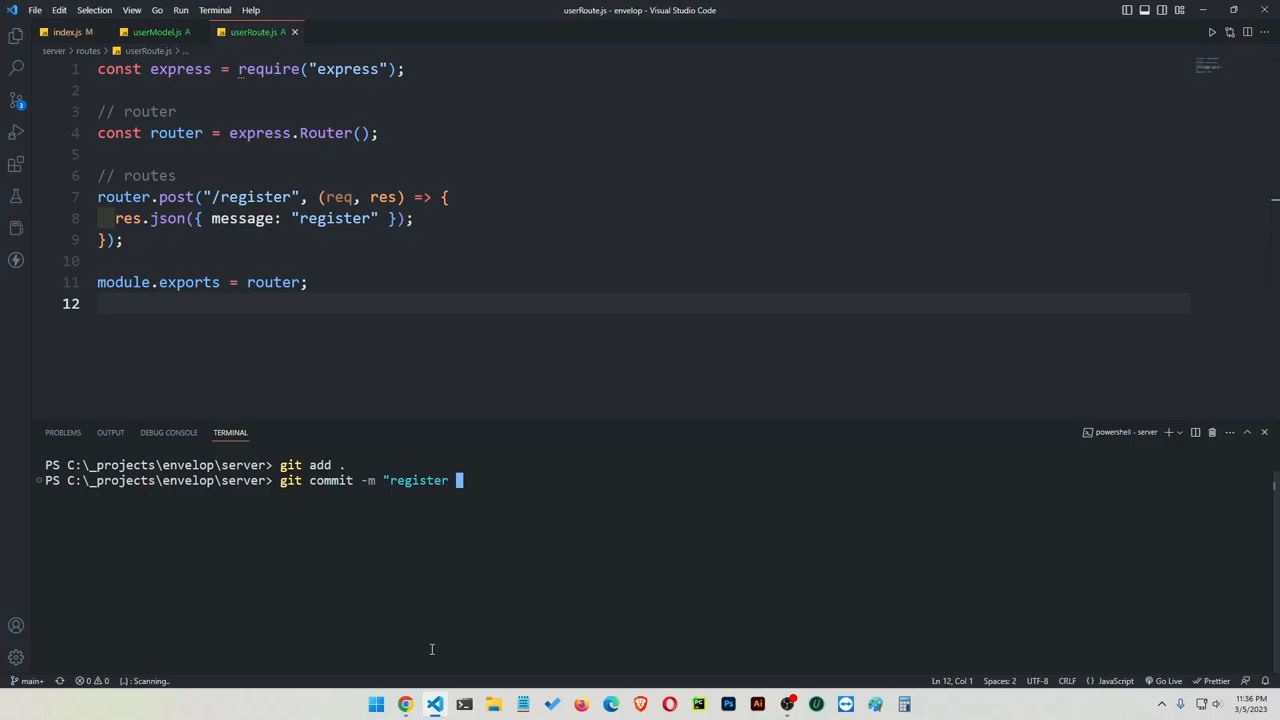 File Edit Selection View Go Run Terminal Help
userRoute.js - envelop - Visual Studio Code
index.js M
userModel.js A
userRoute.js A
server > routes > userRoute.js > ...
1 const express = require("express");
2
3 // router
4 const router = express.Router();
5
6 // routes
7 router.post("/register", (req, res) => {
8 res.json({ message: "register" });
9 });
10
11 module.exports = router;
12
3
PROBLEMS OUTPUT DEBUG CONSOLE TERMINAL
powershell - server
PS C:\_projects\envelop\server> git add .
PS C:\_projects\envelop\server> git commit -m "register
main+ 0 0 {..}: Scanning..
Ln 12, Col 1 Spaces: 2 UTF-8 CRLF {} JavaScript Go Live Prettier
PC Ps Ai U
11:36 PM
3/5/2023